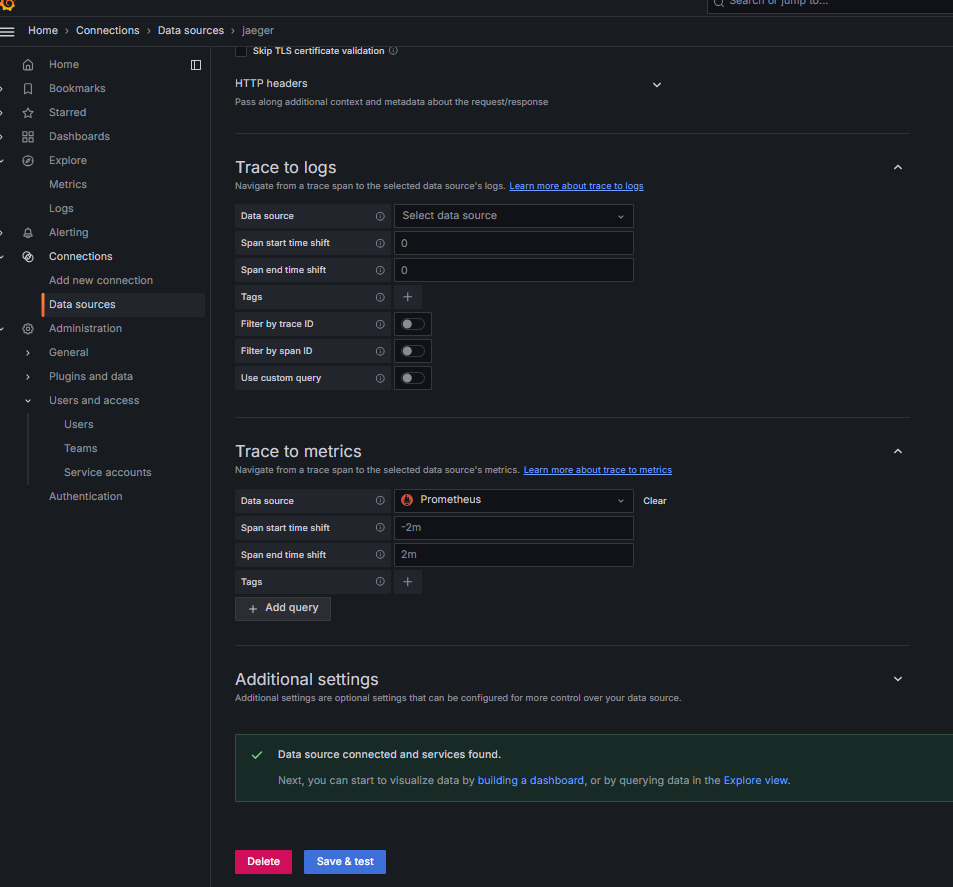 Search or jump to...
Home › Connections › Data sources › jaeger
Home
Bookmarks
Starred
Dashboards
Explore
Metrics
Logs
Alerting
Connections
Add new connection
Data sources
Administration
General
Plugins and data
Users and access
Users
Teams
Service accounts
Authentication
Skip TLS certificate validation
HTTP headers
Pass along additional context and metadata about the request/response
Trace to logs
Navigate from a trace span to the selected data source's logs. Learn more about trace to logs
Data source Select data source
Span start time shift 0
Span end time shift 0
Tags
Filter by trace ID
Filter by span ID
Use custom query
Trace to metrics
Navigate from a trace span to the selected data source's metrics. Learn more about trace to metrics
Data source Prometheus Clear
Span start time shift -2m
Span end time shift 2m
Tags
+ Add query
Additional settings
Additional settings are optional settings that can be configured for more control over your data source.
Data source connected and services found.
Next, you can start to visualize data by building a dashboard, or by querying data in the Explore view.
Delete Save & test